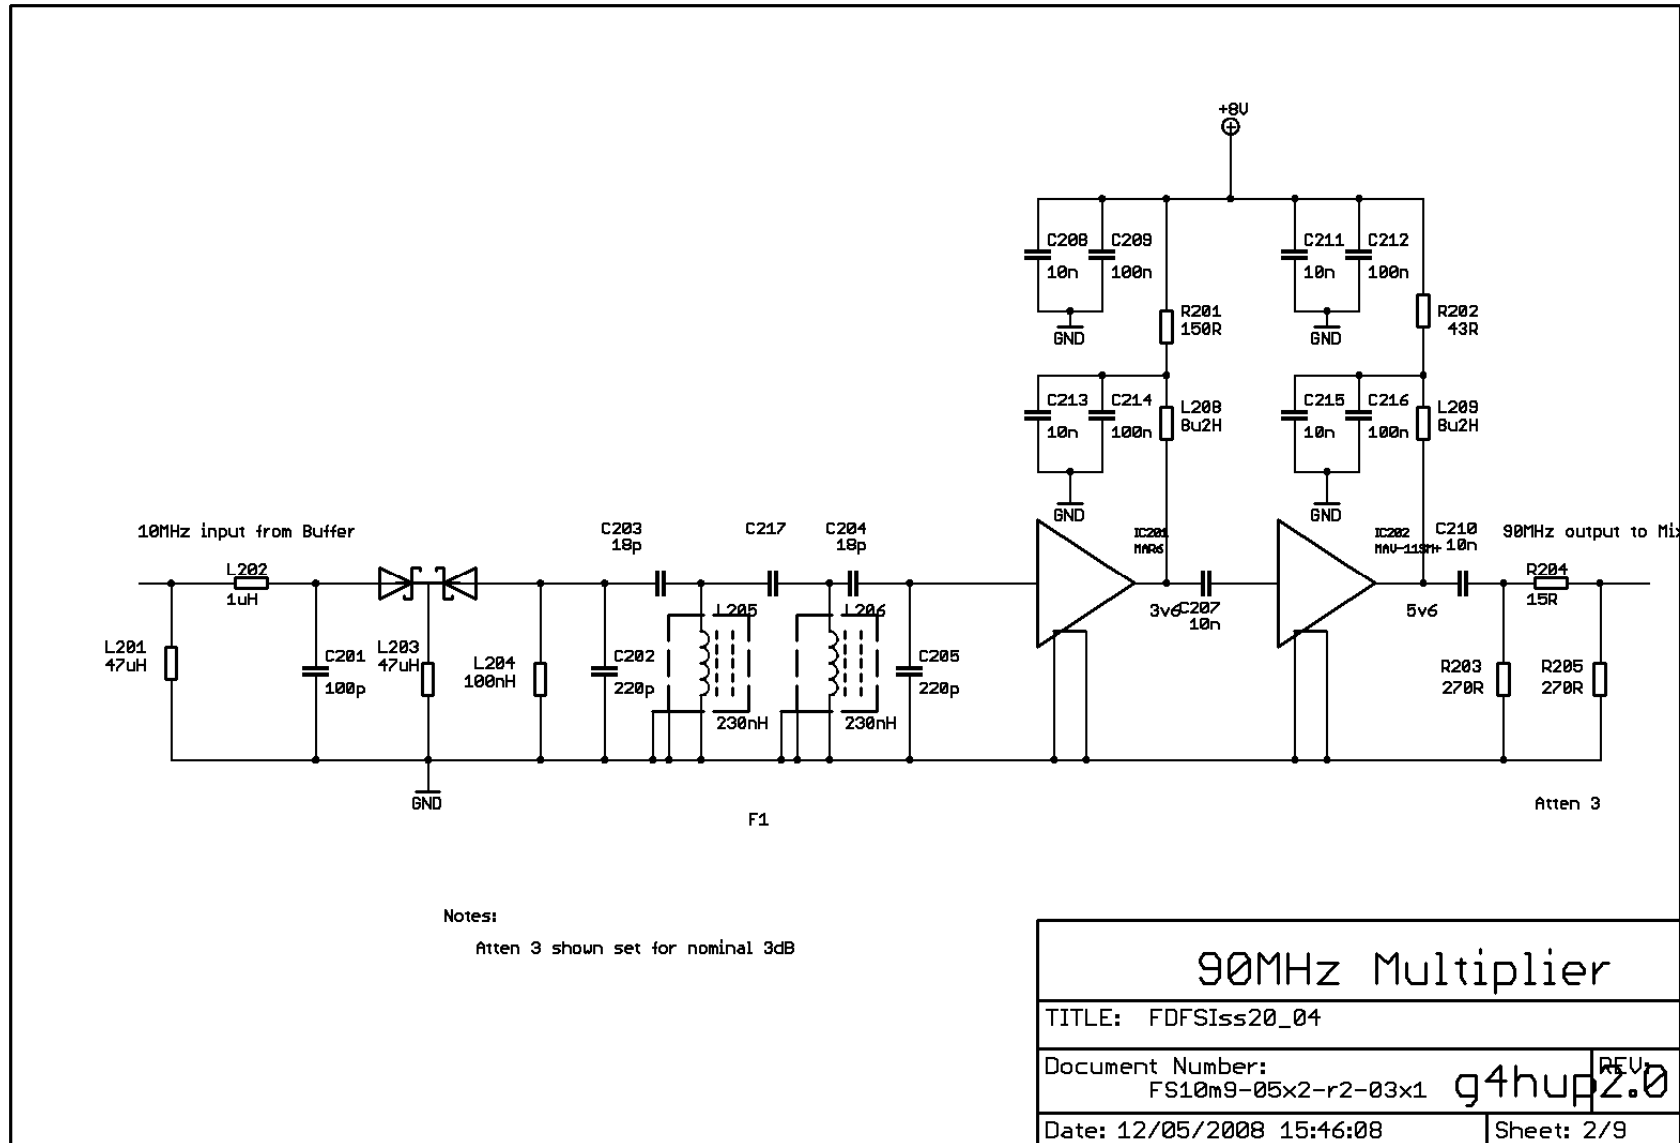 +8V
C208
10n
C209
100n
C211
10n
C212
100n
R201
150R
R202
43R
GND
GND
C213
10n
C214
100n
L208
8u2H
C215
10n
C216
100n
L209
8u2H
GND
GND
10MHz input from Buffer
C203
18p
C217
C204
18p
IC201
MAR6
IC202
MAV-11SM+
C210
10n
90MHz output to Mix
L202
1uH
L205
L206
3v6
C207
10n
5v6
R204
15R
L201
47uH
C201
100p
L203
47uH
L204
100nH
C202
220p
230nH
230nH
C205
220p
R203
270R
R205
270R
GND
F1
Atten 3
Notes:
Atten 3 shown set for nominal 3dB
90MHz Multiplier
TITLE: FDFSIss20_04
Document Number:
FS10m9-05x2-r2-03x1
g4hup
REV:
2.0
Date: 12/05/2008 15:46:08
Sheet: 2/9